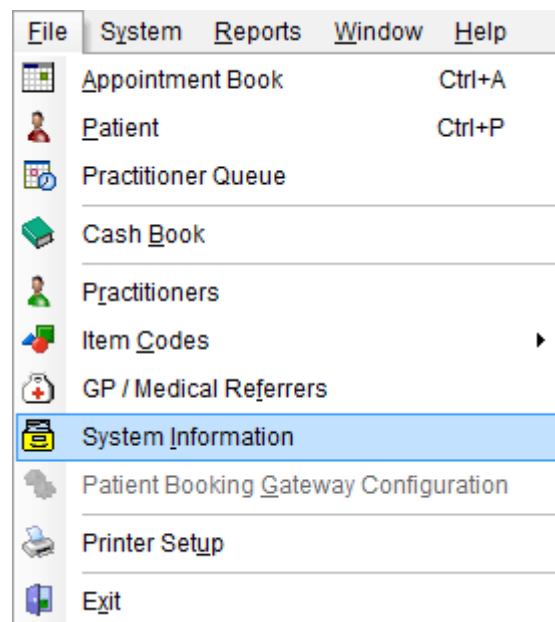 File System Reports Window Help
Appointment Book Ctrl+A
Patient Ctrl+P
Practitioner Queue
Cash Book
Practitioners
Item Codes
GP / Medical Referrers
System Information
Patient Booking Gateway Configuration
Printer Setup
Exit